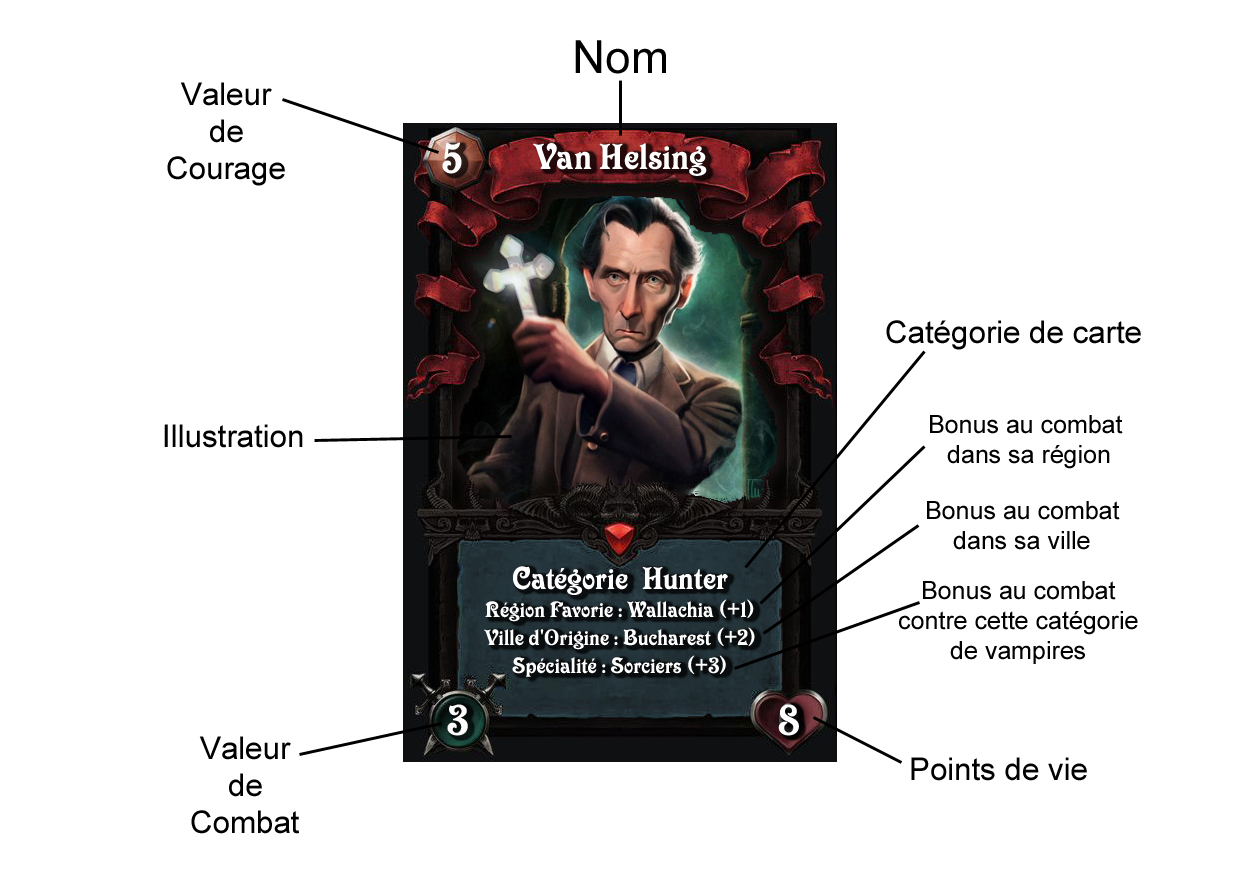 Nom
Valeur
de
Courage
5
Van Helsing
Catégorie de carte
Illustration
Bonus au combat
dans sa région
Bonus au combat
dans sa ville
Bonus au combat
contre cette catégorie
de vampires
Catégorie Hunter
Région Favorie : Wallachia (+1)
Ville d'Origine : Bucharest (+2)
Spécialité : Sorciers (+3)
3
8
Valeur
de
Combat
Points de vie